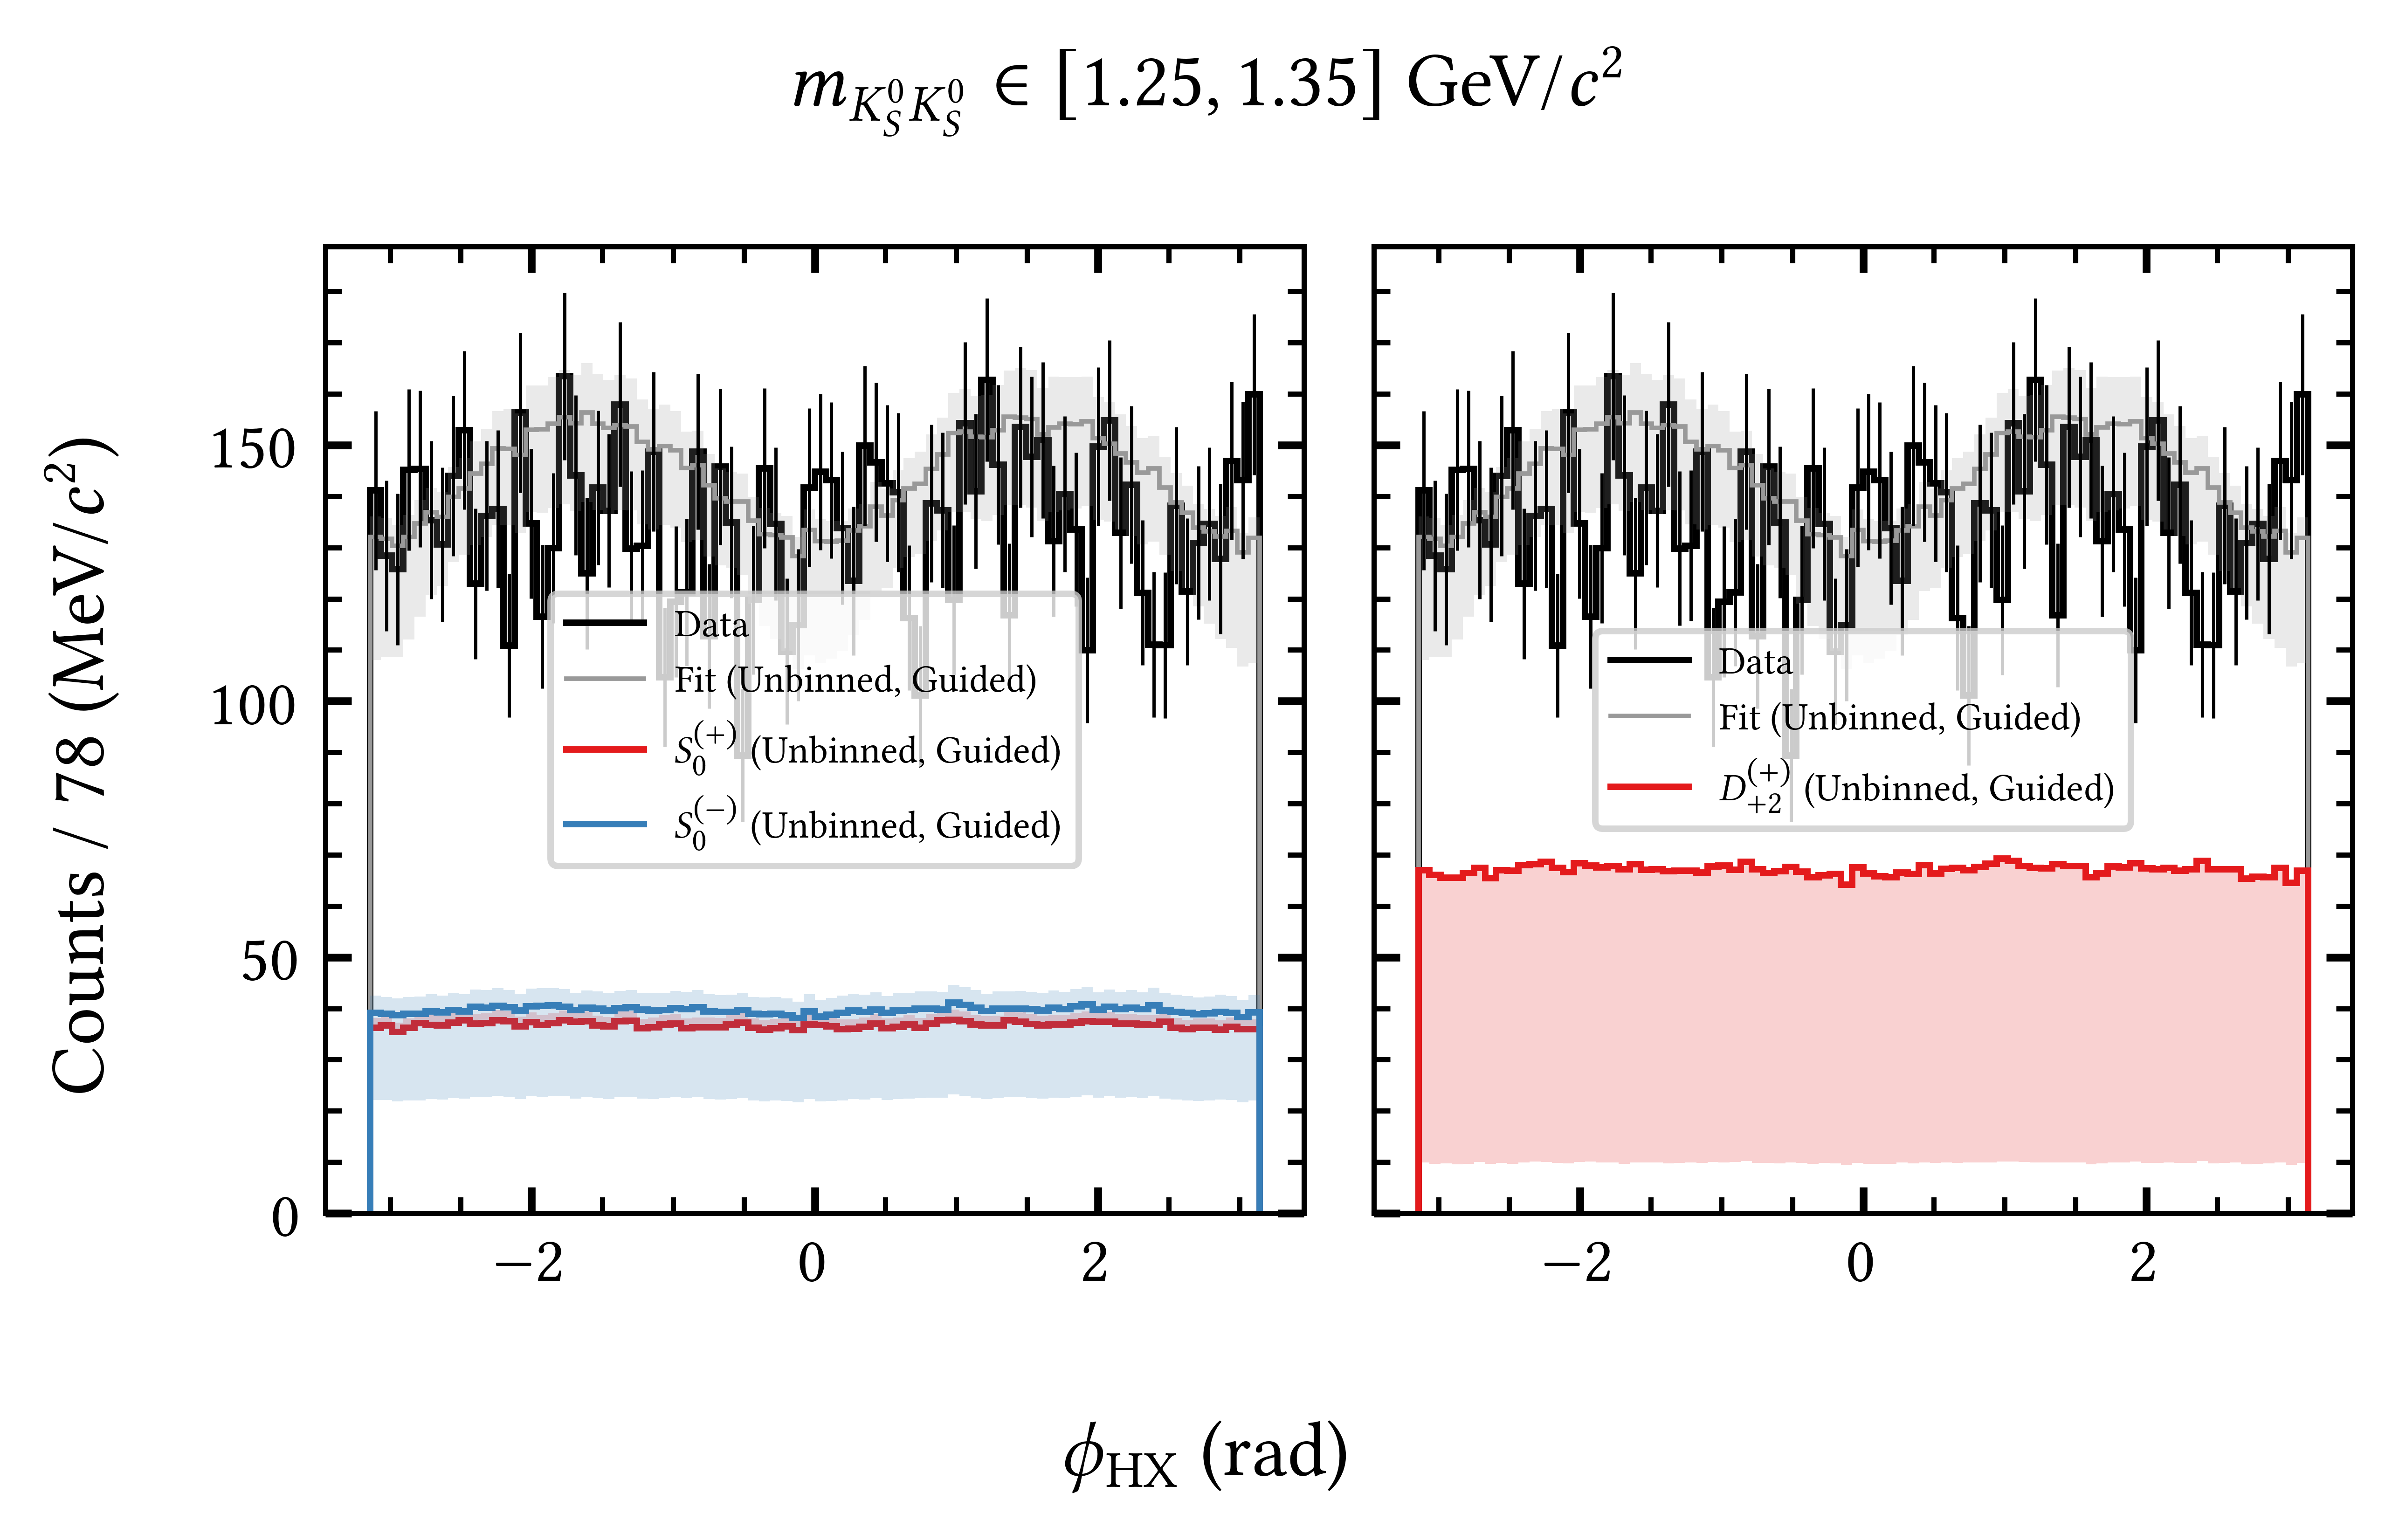 m_{K_S^0 K_S^0} ∈ [1.25, 1.35] GeV/c²
Counts / 78 (MeV/c²)
150
100
50
0
Data
Fit (Unbinned, Guided)
S_0^{(+)} (Unbinned, Guided)
S_0^{(−)} (Unbinned, Guided)
−2
0
2
Data
Fit (Unbinned, Guided)
D_{+2}^{(+)} (Unbinned, Guided)
−2
0
2
ϕ_{HX} (rad)